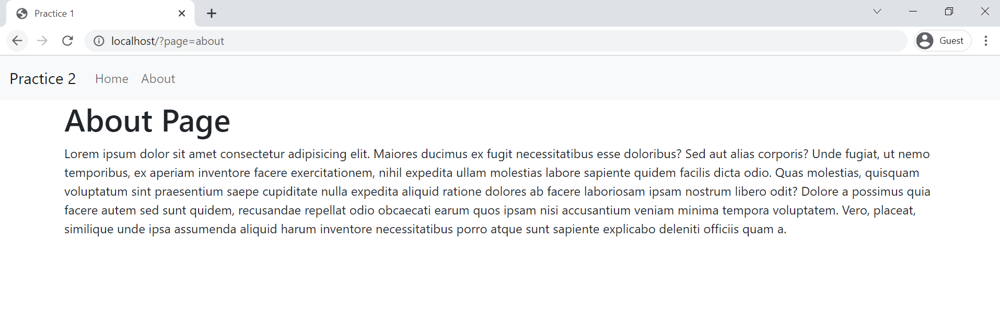 Practice 1
localhost/?page=about
Guest
Practice 2 Home About
About Page
Lorem ipsum dolor sit amet consectetur adipisicing elit. Maiores ducimus ex fugit necessitatibus esse doloribus? Sed aut alias corporis? Unde fugiat, ut nemo
temporibus, ex aperiam inventore facere exercitationem, nihil expedita ullam molestias labore sapiente quidem facilis dicta odio. Quas molestias, quisquam
voluptatum sint praesentium saepe cupiditate nulla expedita aliquid ratione dolores ab facere laboriosam ipsam nostrum libero odit? Dolore a possimus quia
facere autem sed sunt quidem, recusandae repellat odio obcaecati earum quos ipsam nisi accusantium veniam minima tempora voluptatem. Vero, placeat,
similique unde ipsa assumenda aliquid harum inventore necessitatibus porro atque sunt sapiente explicabo deleniti officiis quam a.